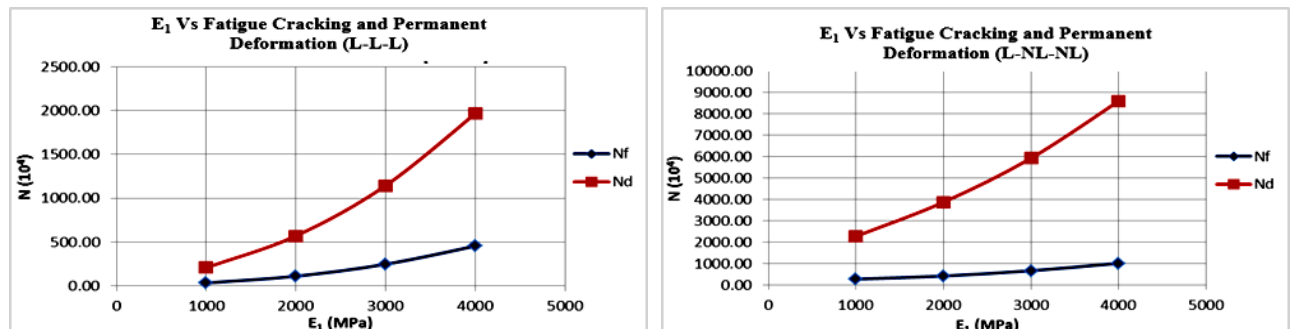 E₁ Vs Fatigue Cracking and Permanent
Deformation (L-L-L)
2500.00
2000.00
1500.00
1000.00
500.00
0.00
N (10⁴)
0 1000 2000 3000 4000 5000
E₁ (MPa)
Nf
Nd
E₁ Vs Fatigue Cracking and Permanent
Deformation (L-NL-NL)
10000.00
9000.00
8000.00
7000.00
6000.00
5000.00
4000.00
3000.00
2000.00
1000.00
0.00
N (10⁴)
0 1000 2000 3000 4000 5000
E₁ (MPa)
Nf
Nd